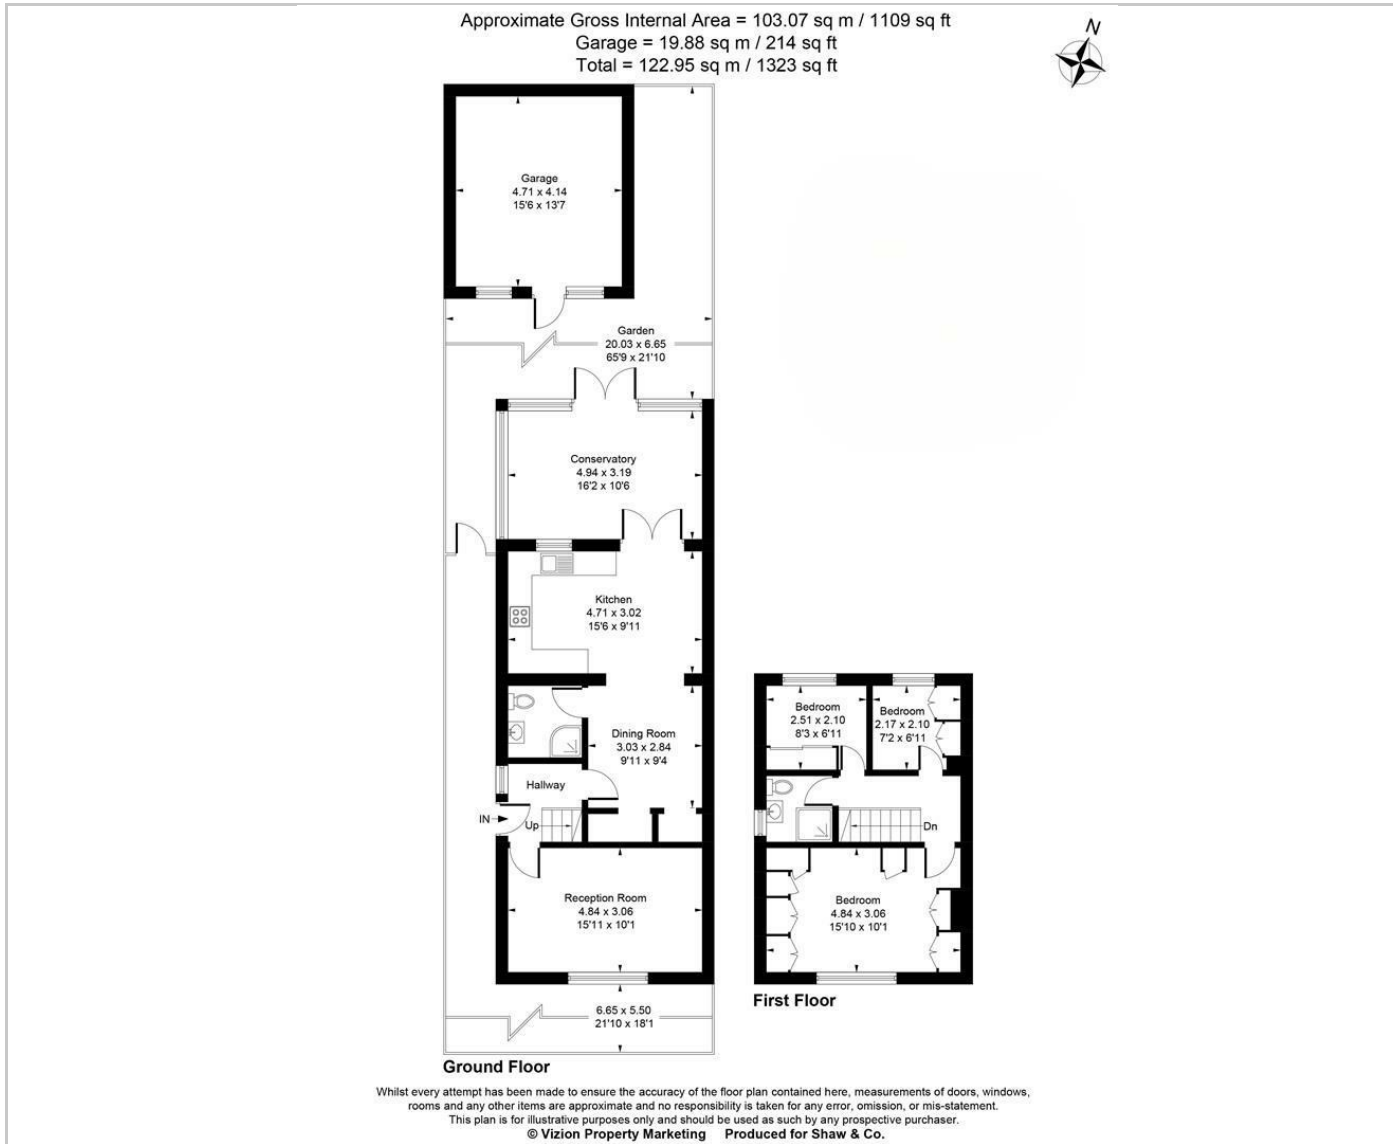 Approximate Gross Internal Area = 103.07 sq m / 1109 sq ft
Garage = 19.88 sq m / 214 sq ft
Total = 122.95 sq m / 1323 sq ft
N
Garage
4.71 x 4.14
15'6 x 13'7
Garden
20.03 x 6.65
65'9 x 21'10
Conservatory
4.94 x 3.19
16'2 x 10'6
Kitchen
4.71 x 3.02
15'6 x 9'11
Dining Room
3.03 x 2.84
9'11 x 9'4
Hallway
IN
Up
Reception Room
4.84 x 3.06
15'11 x 10'1
6.65 x 5.50
21'10 x 18'1
Ground Floor
Bedroom
2.51 x 2.10
8'3 x 6'11
Bedroom
2.17 x 2.10
7'2 x 6'11
Dn
Bedroom
4.84 x 3.06
15'10 x 10'1
First Floor
Whilst every attempt has been made to ensure the accuracy of the floor plan contained here, measurements of doors, windows,
rooms and any other items are approximate and no responsibility is taken for any error, omission, or mis-statement.
This plan is for illustrative purposes only and should be used as such by any prospective purchaser.
© Vizion Property Marketing Produced for Shaw & Co.